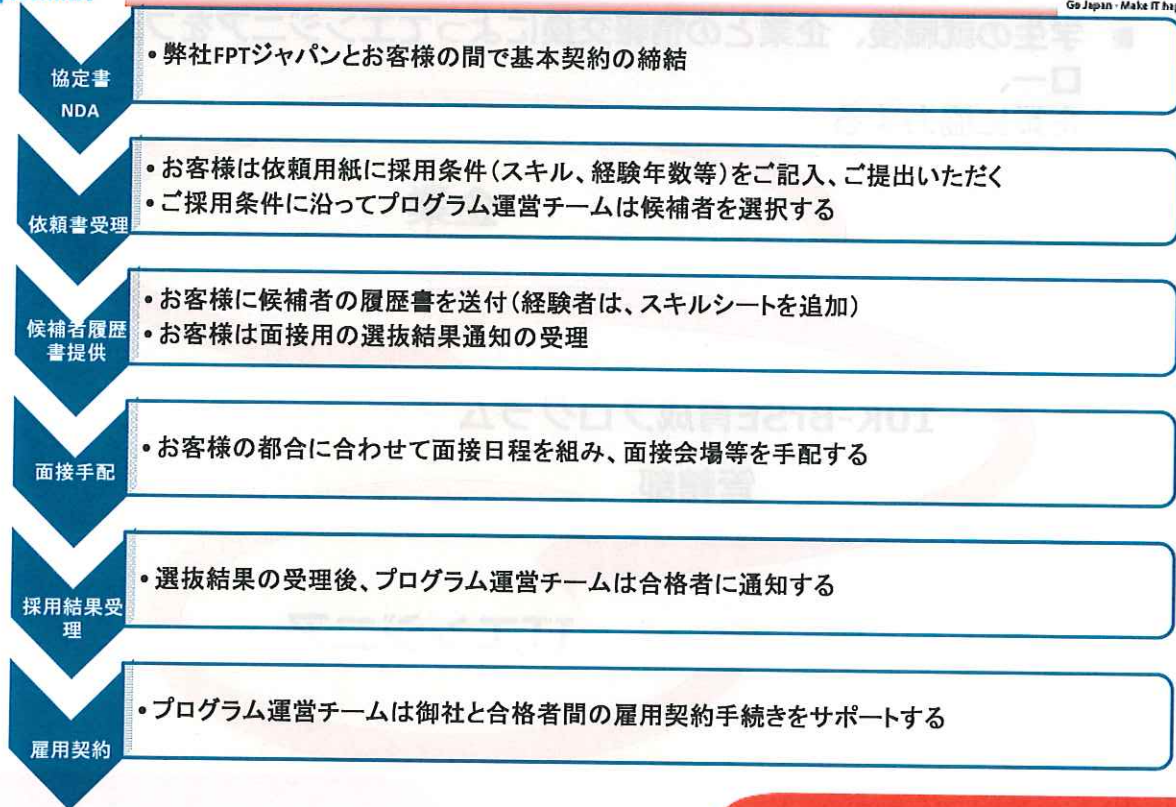 Go Japan - Make IT hap
協定書
NDA
• 弊社FPTジャパンとお客様の間で基本契約の締結
依頼書受理
• お客様は依頼用紙に採用条件(スキル、経験年数等)をご記入、ご提出いただく
• ご採用条件に沿ってプログラム運営チームは候補者を選択する
候補者履歴
書提供
• お客様に候補者の履歴書を送付(経験者は、スキルシートを追加)
• お客様は面接用の選抜結果通知の受理
面接手配
• お客様の都合に合わせて面接日程を組み、面接会場等を手配する
採用結果受
理
• 選抜結果の受理後、プログラム運営チームは合格者に通知する
雇用契約
• プログラム運営チームは御社と合格者間の雇用契約手続きをサポートする